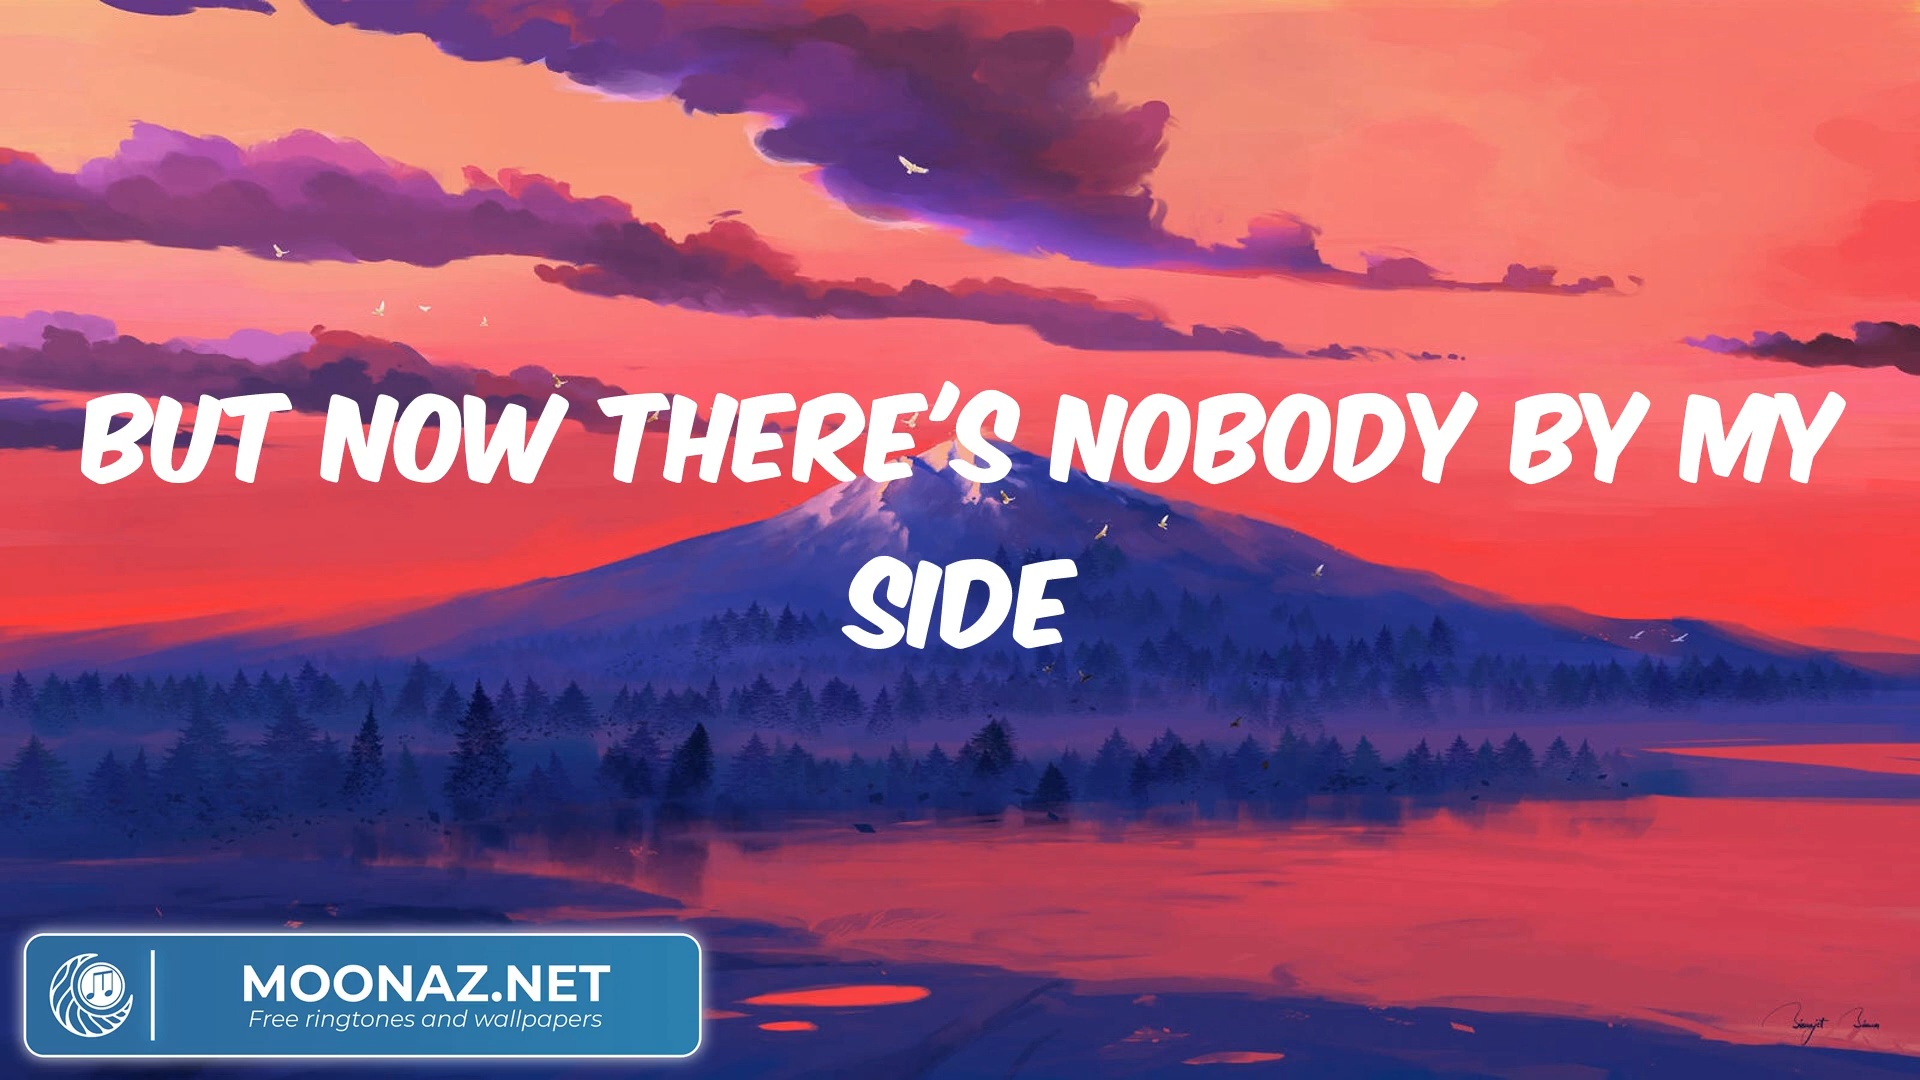 BUT NOW THERE'S NOBODY BY MY
SIDE
MOONAZ.NET
Free ringtones and wallpapers